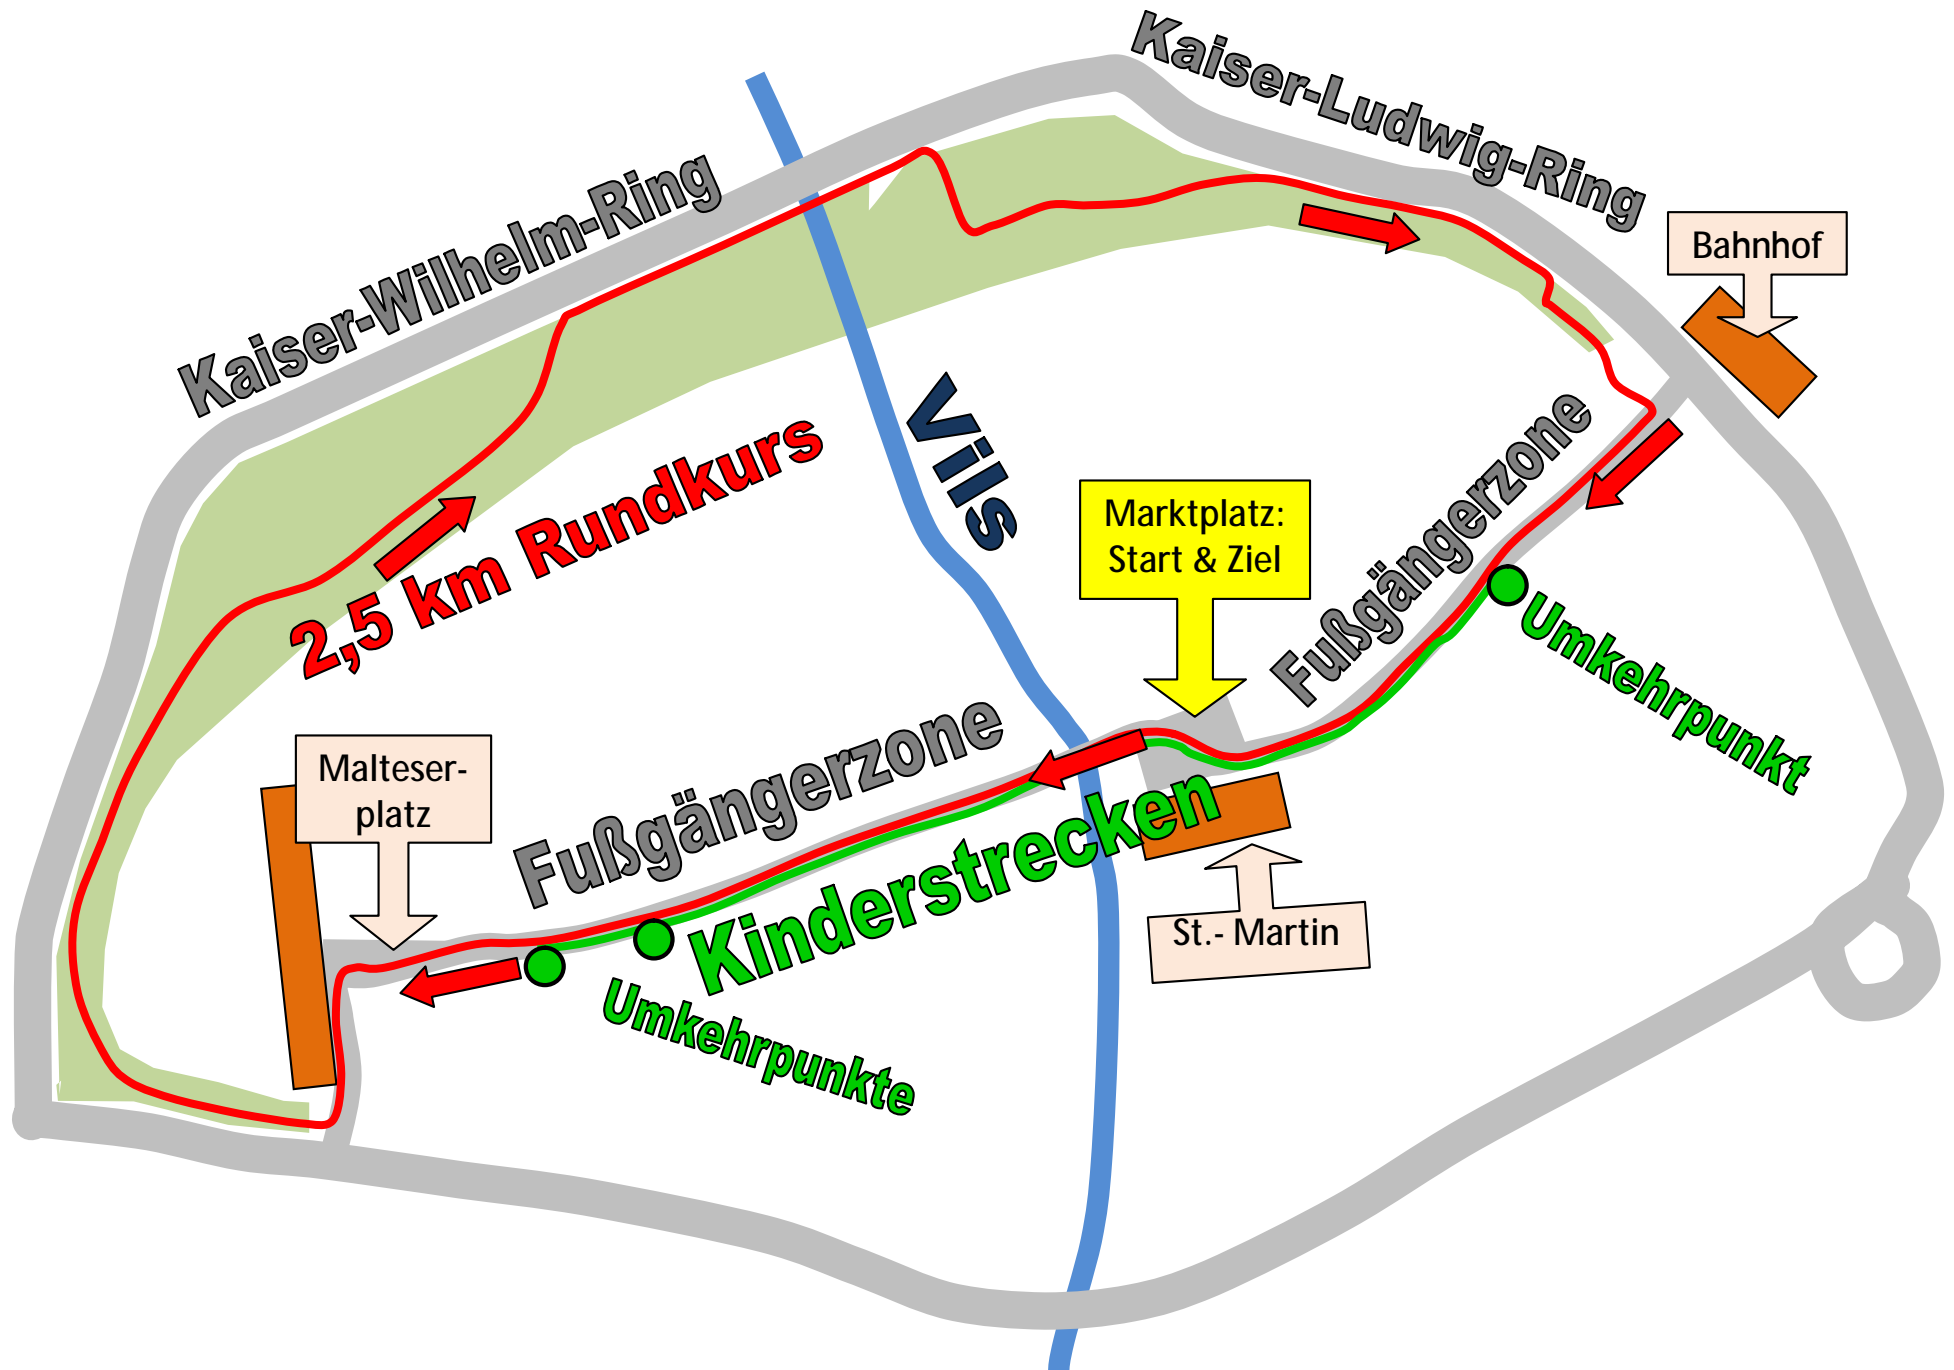 Kaiser-Ludwig-Ring
Kaiser-Wilhelm-Ring
Bahnhof
Vils
Fußgängerzone
2,5 km Rundkurs
Marktplatz:
Start & Ziel
Umkehrpunkt
Malteser-
platz
Fußgängerzone
Kinderstrecken
St.- Martin
Umkehrpunkte